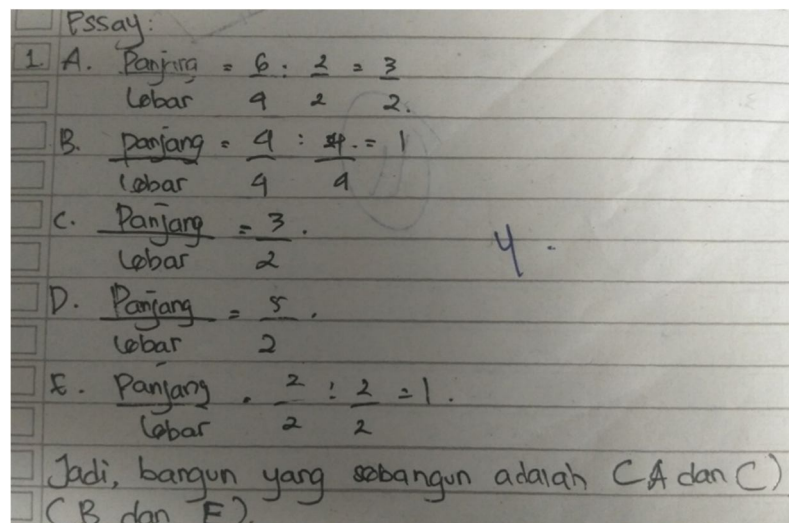 Essay:
1. A. Panjang = 6/4 : 2/2 = 3/2.
Lebar
B. panjang = 4/4 : 4/4 = 1
Lebar
C. Panjang = 3/2.
Lebar
4.
D. Panjang = 5/2.
Lebar
E. Panjang = 2/2 : 2/2 = 1.
Lebar
Jadi, bangun yang sebangun adalah (A dan C)
(B dan E).